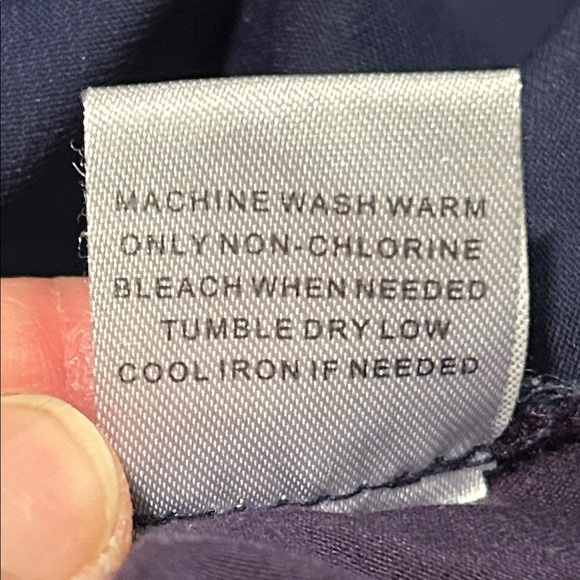 MACHINE WASH WARM
ONLY NON-CHLORINE
BLEACH WHEN NEEDED
TUMBLE DRY LOW
COOL IRON IF NEEDED